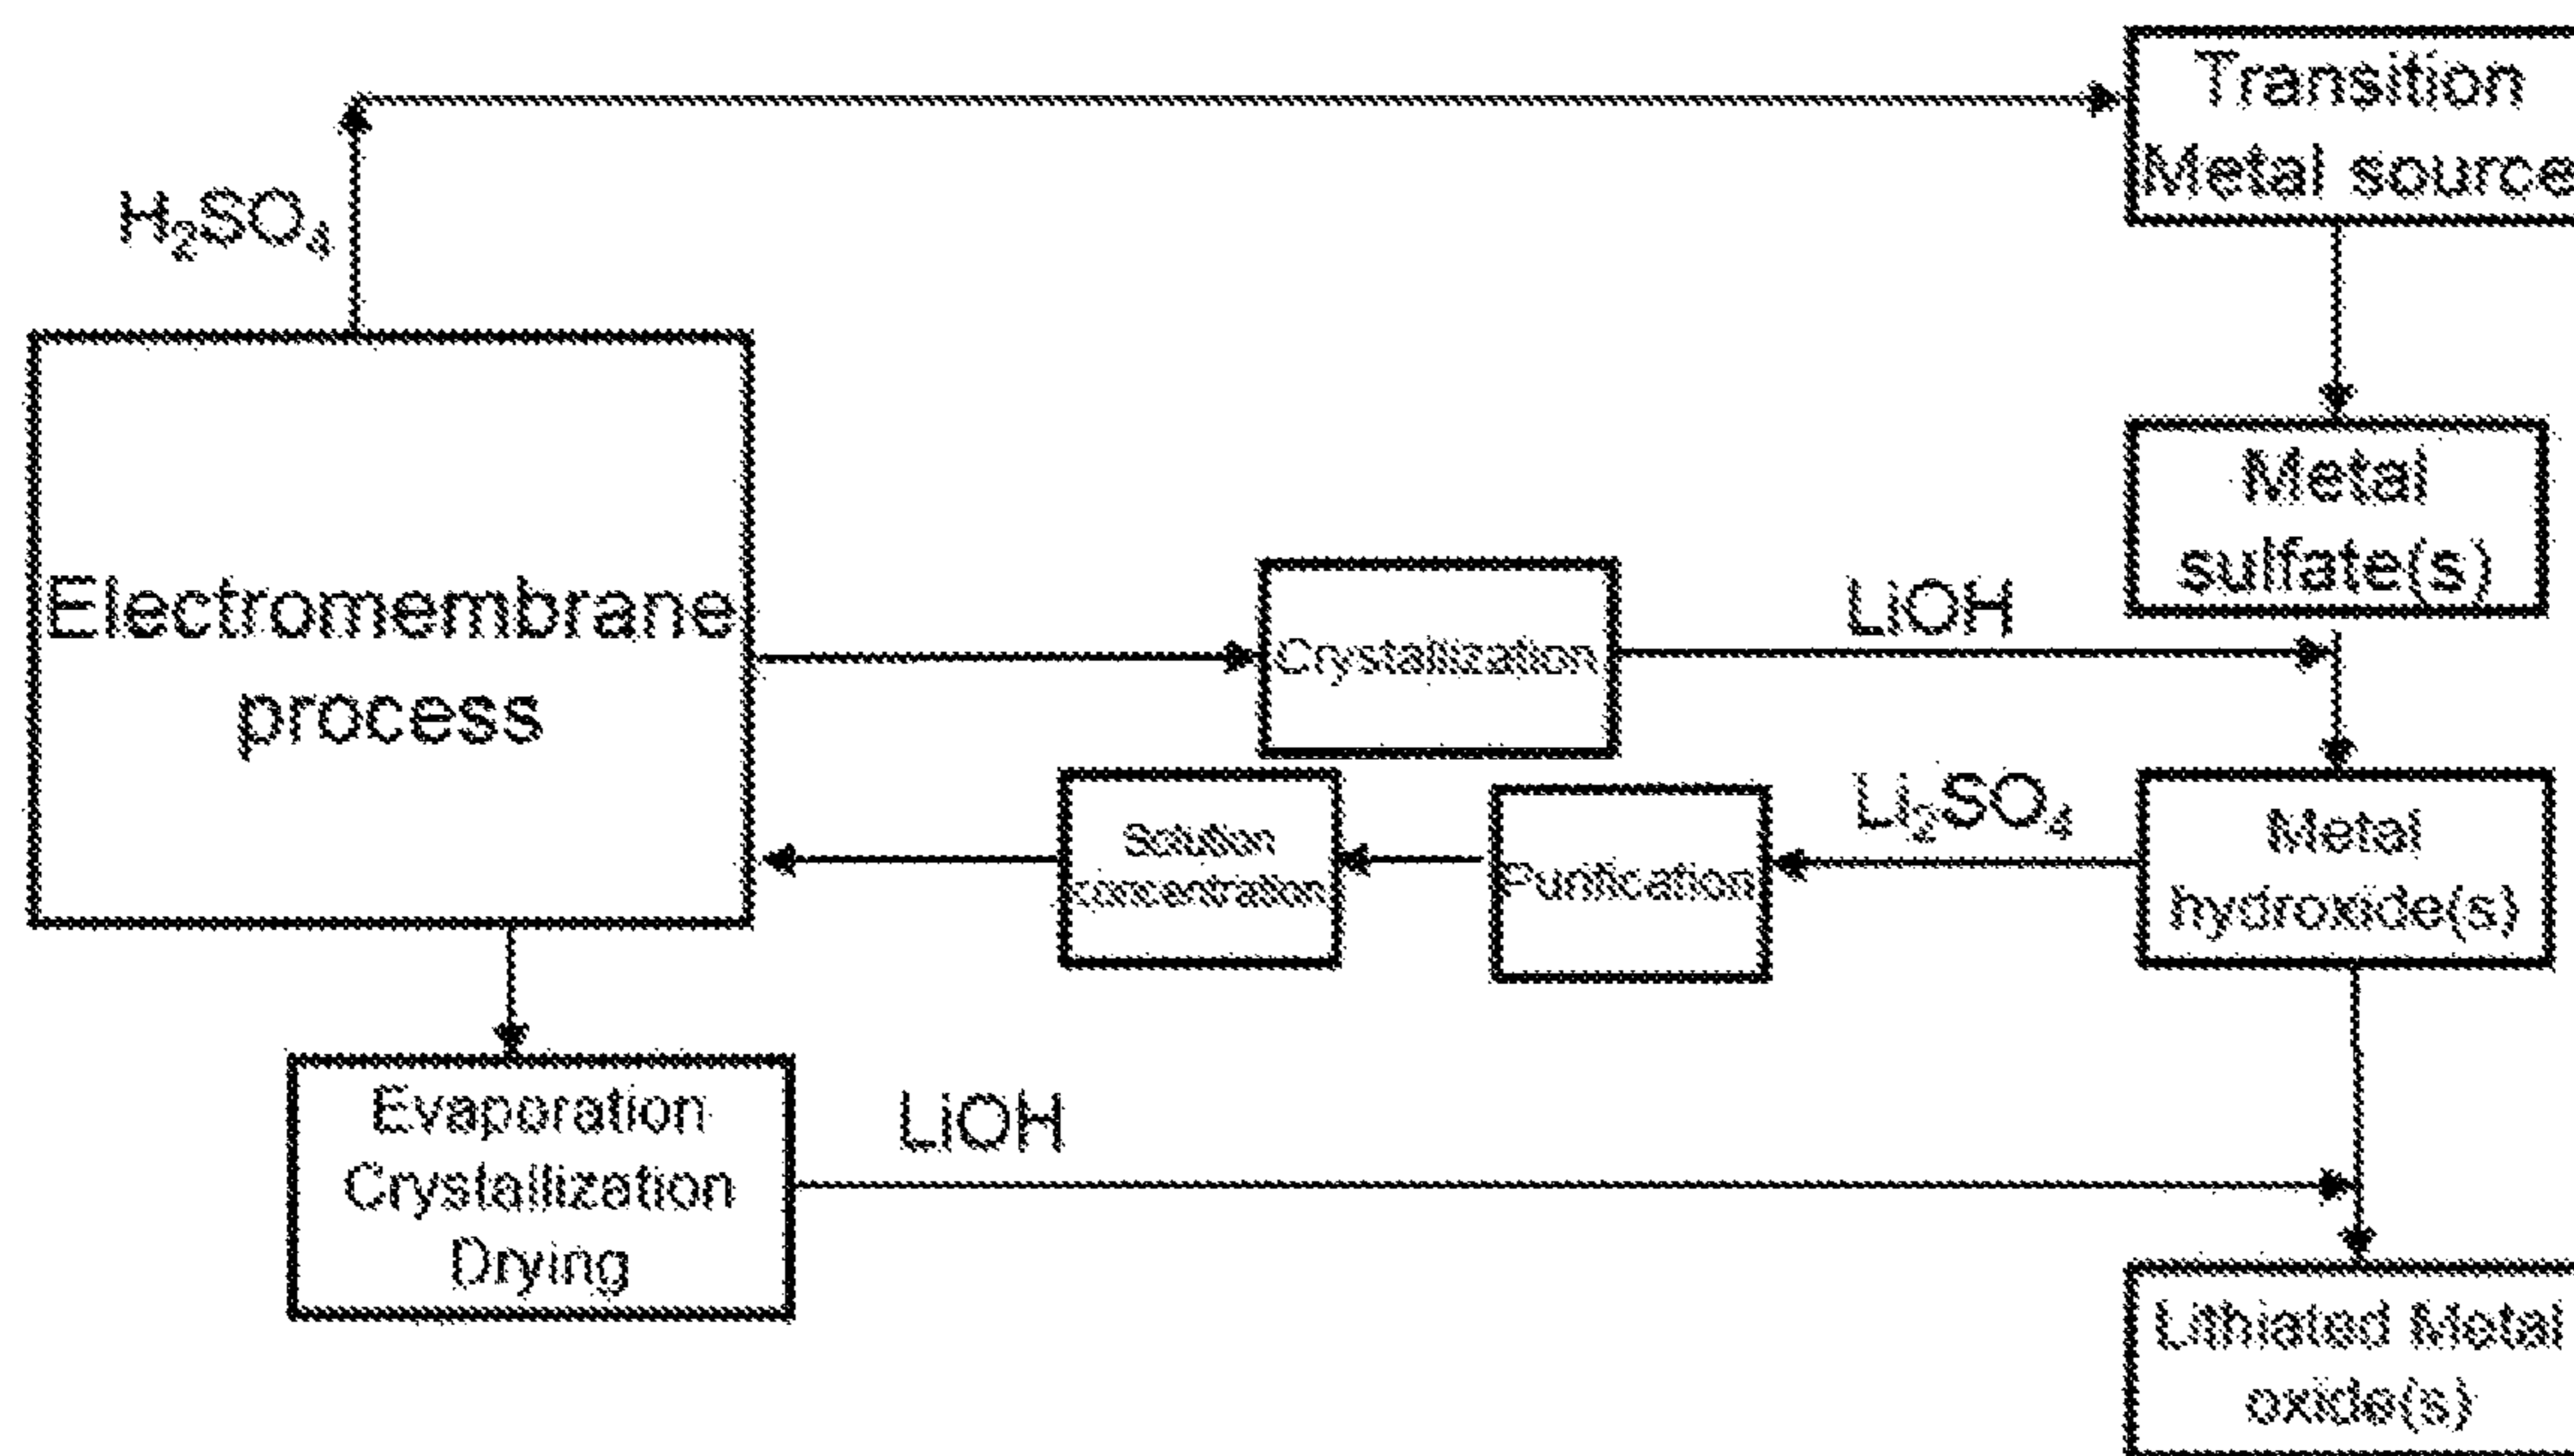 Transition
Metal source
H₂SO₄
Metal
sulfate(s)
Electromembrane
process
Crystallization
LiOH
Solution
concentration
Purification
Li₂SO₄
Metal
hydroxide(s)
Evaporation
Crystallization
Drying
LiOH
Lithiated Metal
oxide(s)